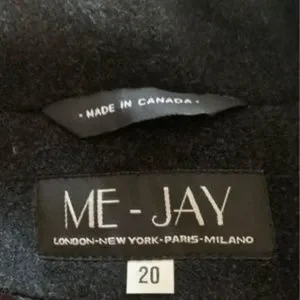 • MADE IN CANADA •
ME - JAY
LONDON-NEW YORK-PARIS-MILANO
20